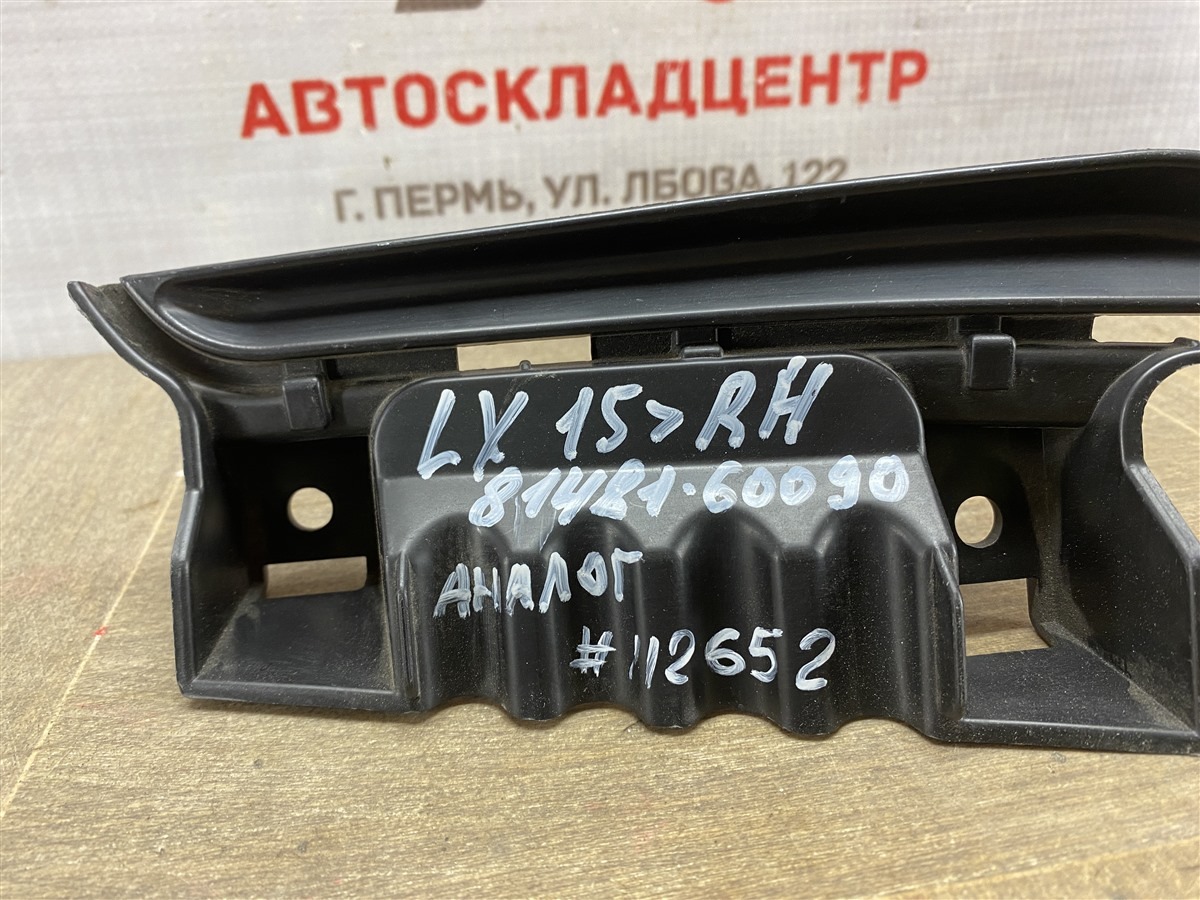 АВТОСКЛАДЦЕНТР
Г. ПЕРМЬ, УЛ. ЛБОВА, 122
LX 15> RH
81481-60090
АНАЛОГ
#112652